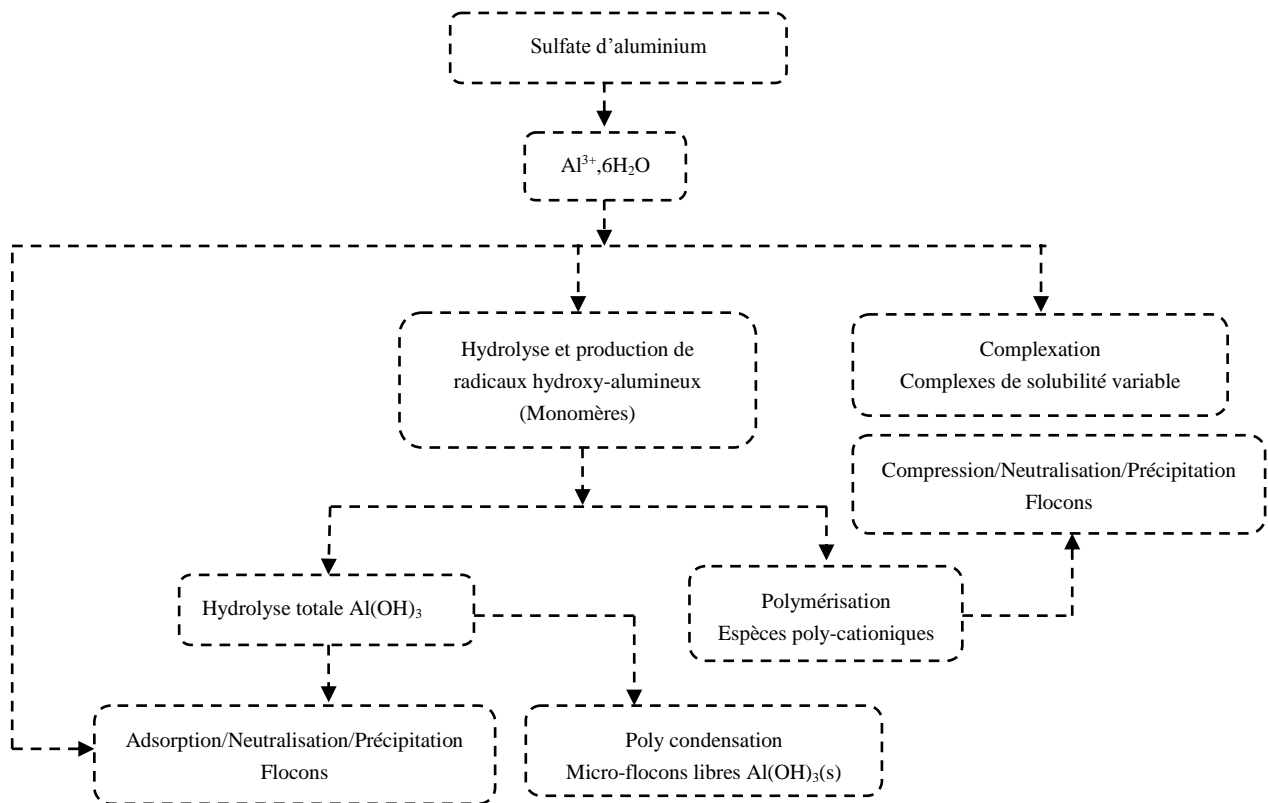 Sulfate d’aluminium
Al³⁺,6H₂O
Hydrolyse et production de
radicaux hydroxy-alumineux
(Monomères)
Complexation
Complexes de solubilité variable
Compression/Neutralisation/Précipitation
Flocons
Hydrolyse totale Al(OH)₃
Polymérisation
Espèces poly-cationiques
Adsorption/Neutralisation/Précipitation
Flocons
Poly condensation
Micro-flocons libres Al(OH)₃(s)